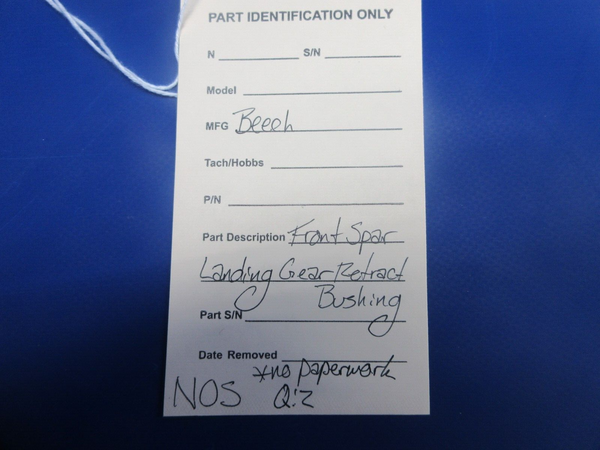 PART IDENTIFICATION ONLY
N S/N
Model
MFG Beech
Tach/Hobbs
P/N
Part Description Front Spar
Landing Gear Retract
Bushing
Part S/N
Date Removed
*no paperwork
NOS Q:2